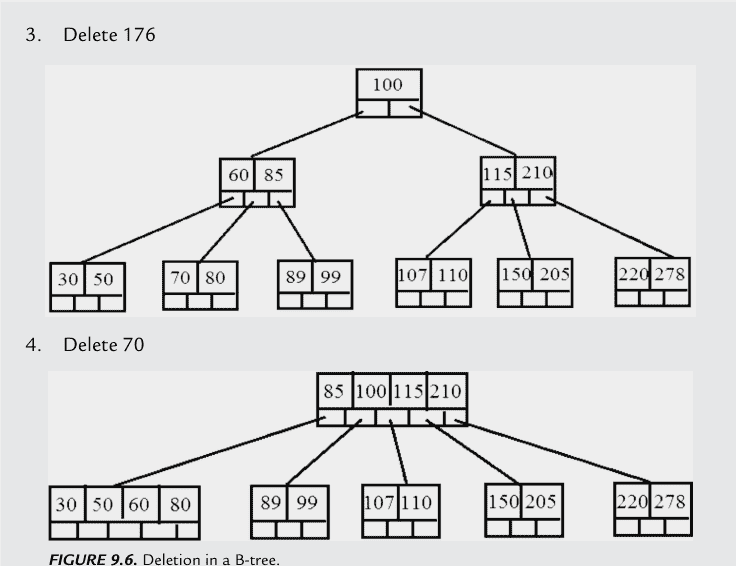 3. Delete 176
100
60 85
115 210
30 50
70 80
89 99
107 110
150 205
220 278
4. Delete 70
85 100 115 210
30 50 60 80
89 99
107 110
150 205
220 278
FIGURE 9.6. Deletion in a B-tree.